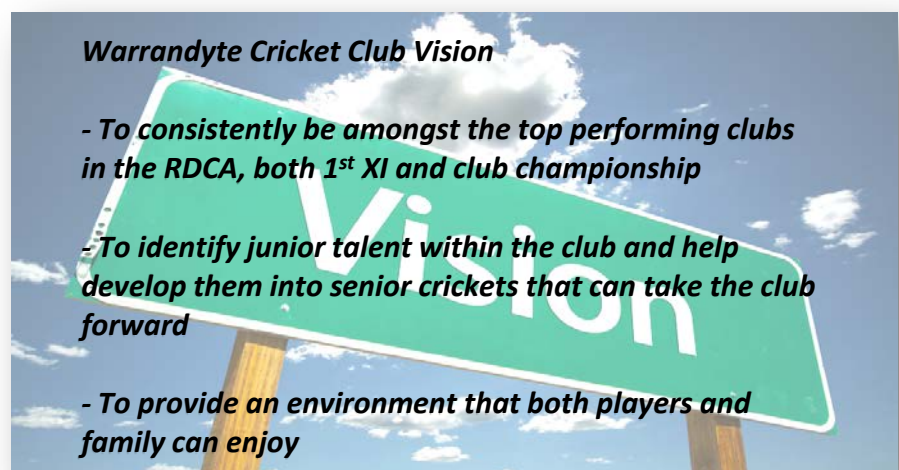 Warrandyte Cricket Club Vision
- To consistently be amongst the top performing clubs
in the RDCA, both 1st XI and club championship
- To identify junior talent within the club and help
develop them into senior crickets that can take the club
forward
- To provide an environment that both players and
family can enjoy
Vision